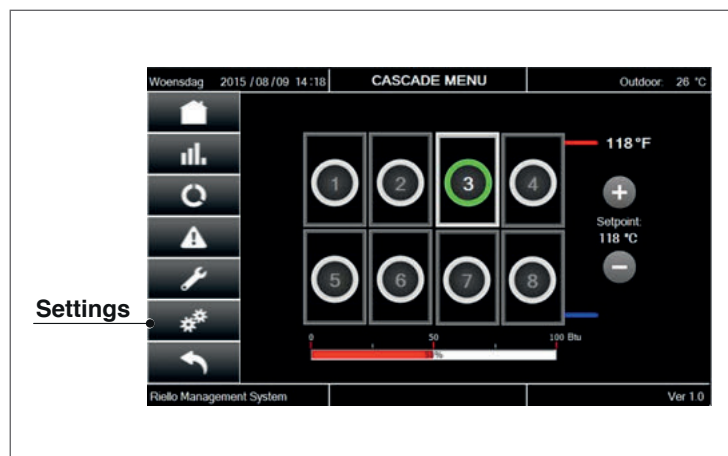 Woensdag 2015 / 08 / 09 14:18 CASCADE MENU Outdoor: 26 °C
118°F
1 2 3 4
+
Setpoint:
118 °C
−
5 6 7 8
Settings
0 50 100 Btu
Riello Management System Ver 1.0